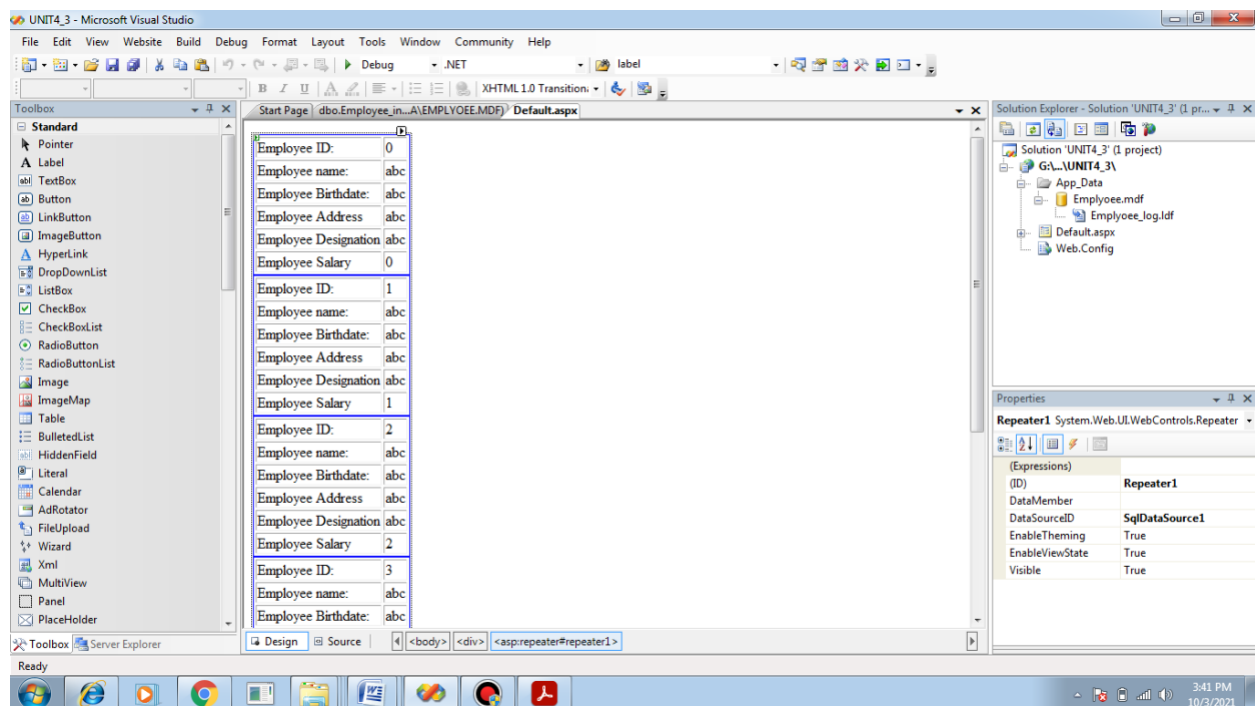 UNIT4_3 - Microsoft Visual Studio
File Edit View Website Build Debug Format Layout Tools Window Community Help
Debug .NET label
B I U A XHTML 1.0 Transition:
Toolbox
Standard
Pointer
A Label
abl TextBox
ab Button
ab LinkButton
ImageButton
A HyperLink
DropDownList
ListBox
CheckBox
CheckBoxList
RadioButton
RadioButtonList
Image
ImageMap
Table
BulletedList
abl HiddenField
Literal
Calendar
AdRotator
FileUpload
Wizard
Xml
MultiView
Panel
PlaceHolder
Toolbox Server Explorer
Start Page dbo.Employee_in...A\EMPLYOEE.MDF) Default.aspx
Employee ID: 0
Employee name: abc
Employee Birthdate: abc
Employee Address abc
Employee Designation abc
Employee Salary 0
Employee ID: 1
Employee name: abc
Employee Birthdate: abc
Employee Address abc
Employee Designation abc
Employee Salary 1
Employee ID: 2
Employee name: abc
Employee Birthdate: abc
Employee Address abc
Employee Designation abc
Employee Salary 2
Employee ID: 3
Employee name: abc
Employee Birthdate: abc
Design Source <body> <div> <asp:repeater#repeater1>
Solution Explorer - Solution 'UNIT4_3' (1 pr...
Solution 'UNIT4_3' (1 project)
G:\...\UNIT4_3\
App_Data
Emplyoee.mdf
Emplyoee_log.ldf
Default.aspx
Web.Config
Properties
Repeater1 System.Web.UI.WebControls.Repeater
(Expressions)
(ID) Repeater1
DataMember
DataSourceID SqlDataSource1
EnableTheming True
EnableViewState True
Visible True
Ready
3:41 PM
10/3/2021